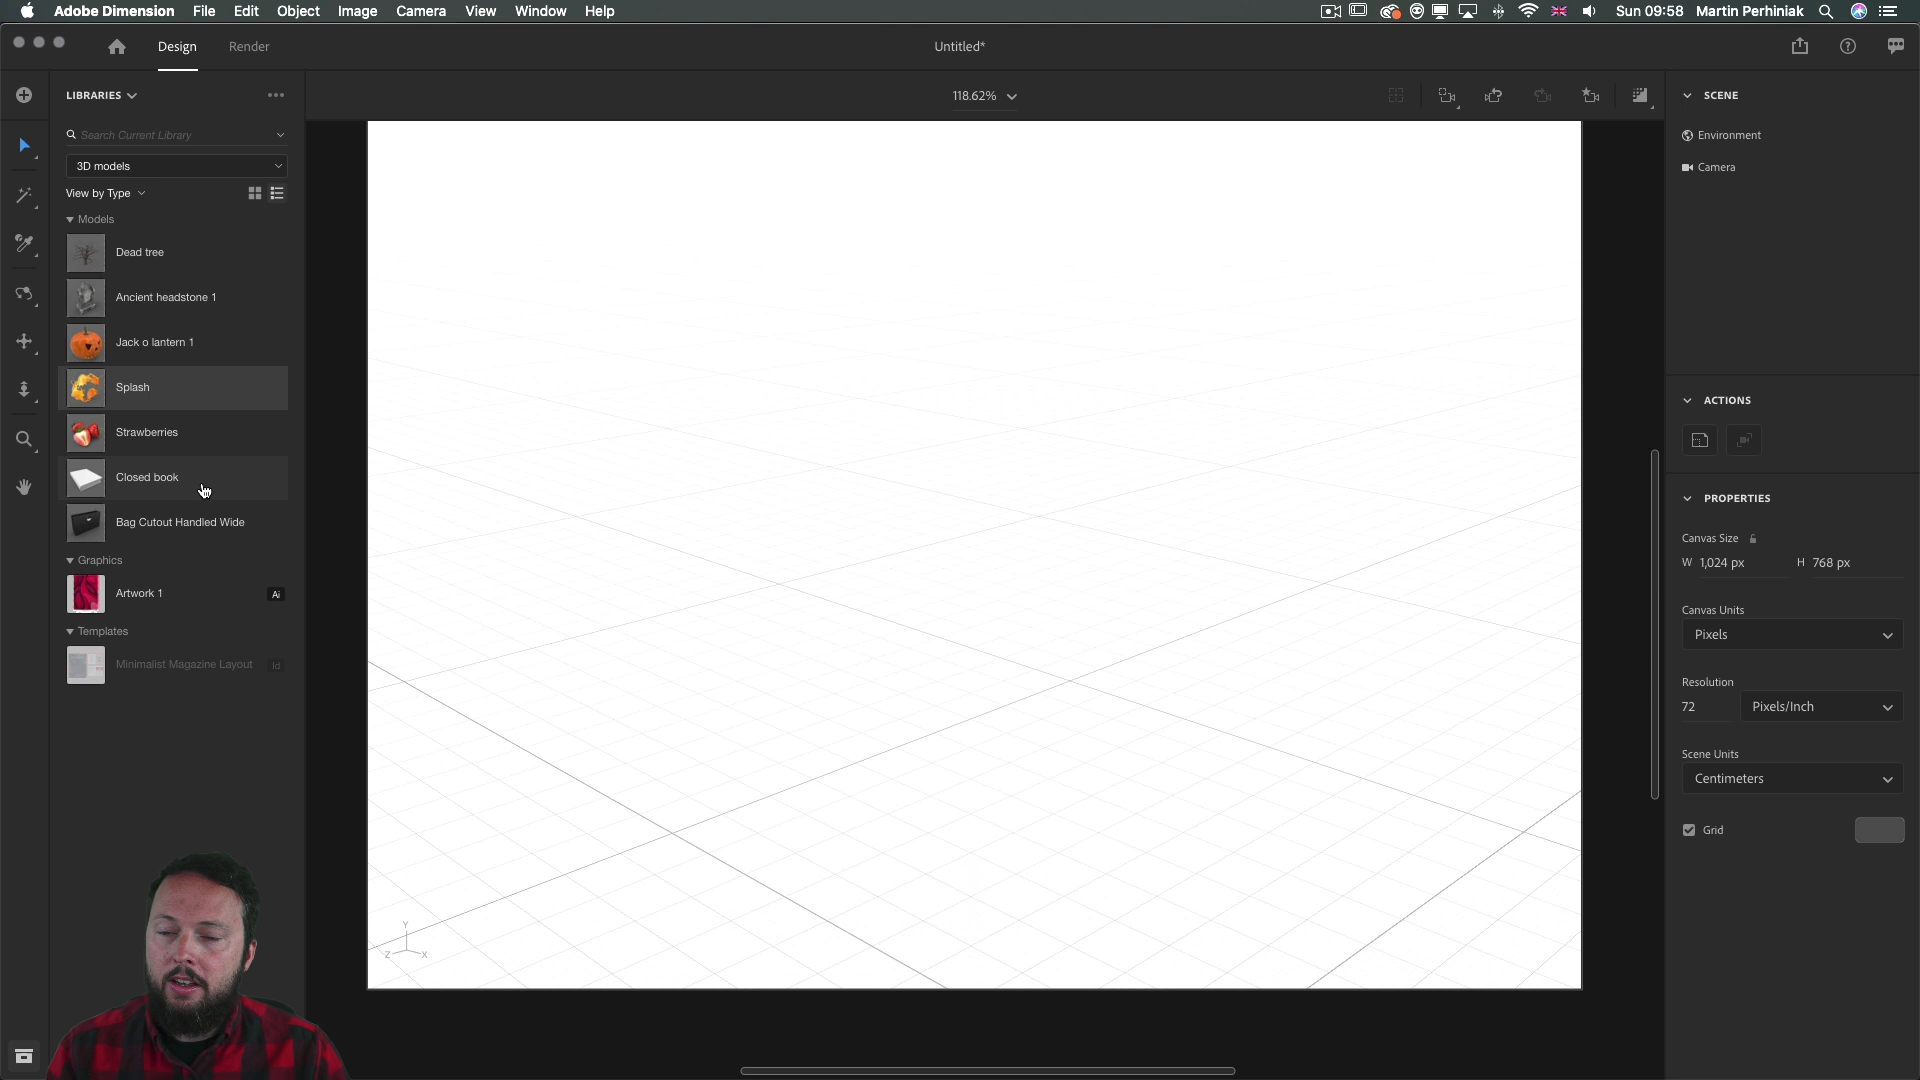 Adobe Dimension File Edit Object Image Camera View Window Help Sun 09:58 Martin Perhiniak
Design Render Untitled*
LIBRARIES
118.62%
Search Current Library
3D models
View by Type
Models
Dead tree
Ancient headstone 1
Jack o lantern 1
Splash
Strawberries
Closed book
Bag Cutout Handled Wide
Graphics
Artwork 1 Ai
Templates
Minimalist Magazine Layout Id
Y
Z X
SCENE
Environment
Camera
ACTIONS
PROPERTIES
Canvas Size
W 1,024 px H 768 px
Canvas Units
Pixels
Resolution
72 Pixels/Inch
Scene Units
Centimeters
Grid